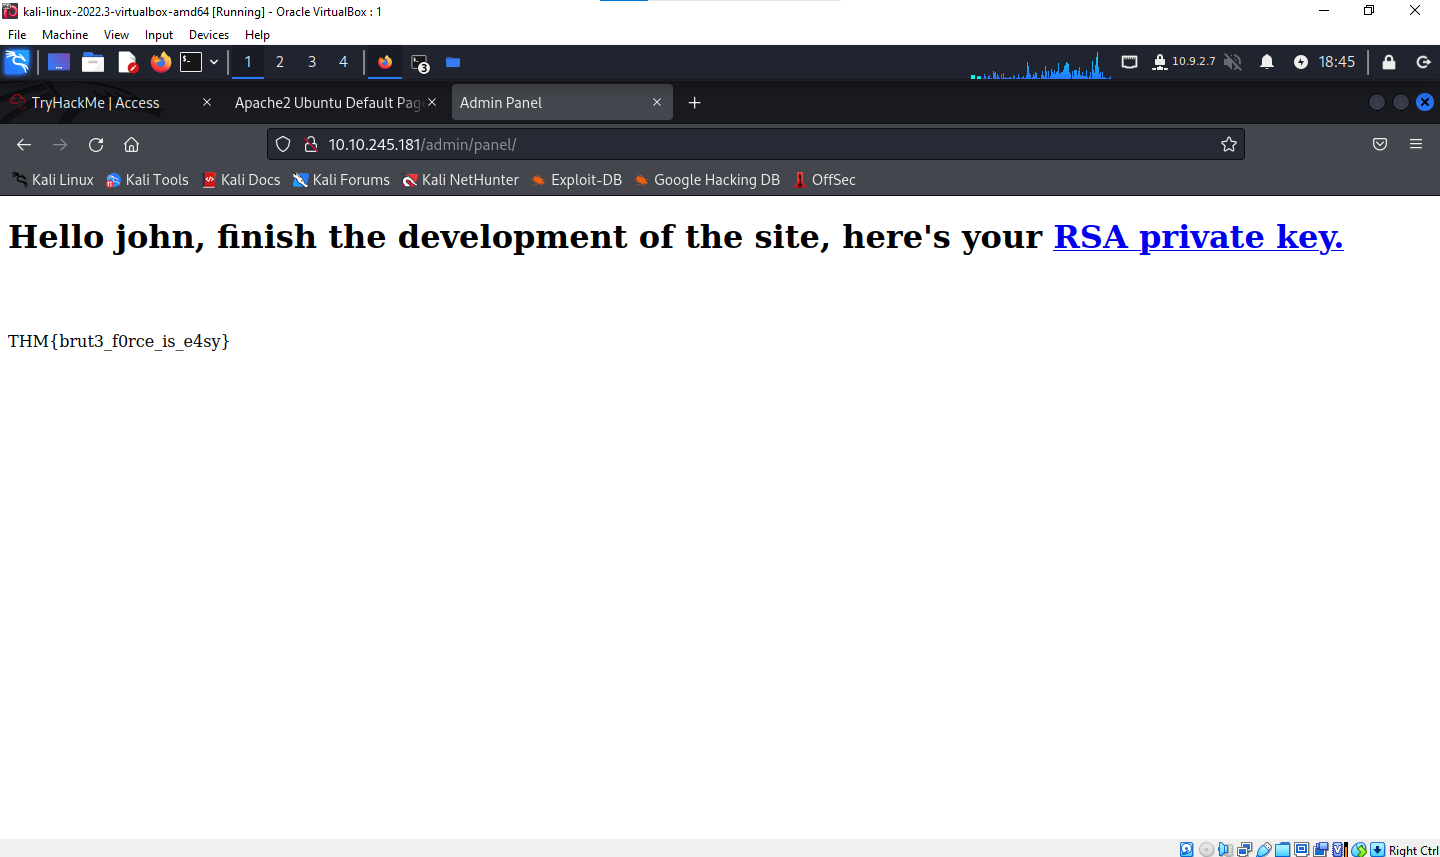 kali-linux-2022.3-virtualbox-amd64 [Running] - Oracle VirtualBox : 1
File Machine View Input Devices Help
1 2 3 4 3 10.9.2.7 18:45
TryHackMe | Access Apache2 Ubuntu Default Page Admin Panel
10.10.245.181/admin/panel/
Kali Linux Kali Tools Kali Docs Kali Forums Kali NetHunter Exploit-DB Google Hacking DB OffSec
Hello john, finish the development of the site, here's your RSA private key.
THM{brut3_f0rce_is_e4sy}
Right Ctrl